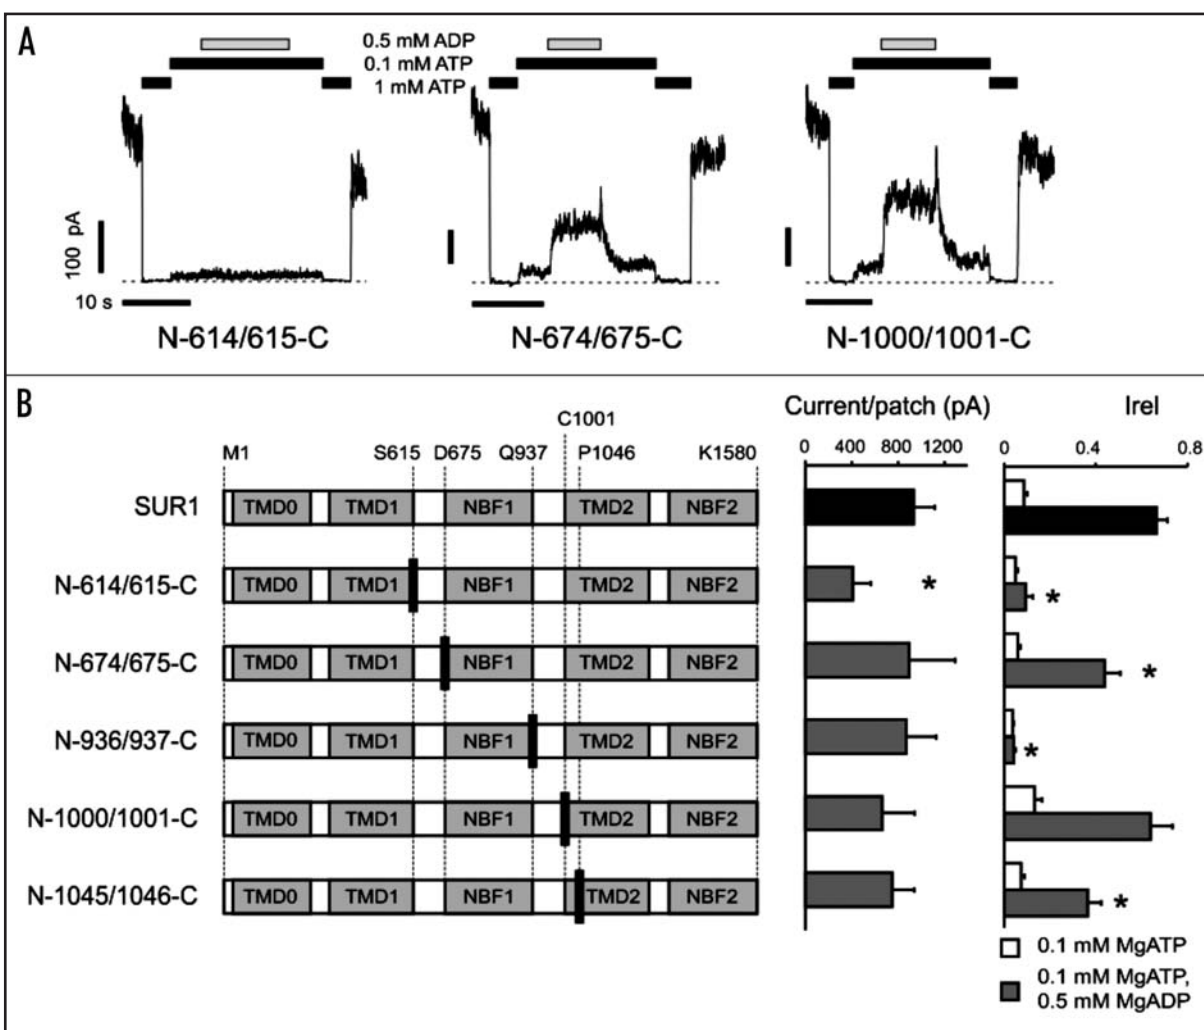 A
0.5 mM ADP
0.1 mM ATP
1 mM ATP
100 pA
10 s
N-614/615-C
N-674/675-C
N-1000/1001-C
B
Current/patch (pA)
Irel
C1001
0 400 800 1200
0 0.4 0.8
M1 S615 D675 Q937 P1046 K1580
SUR1 TMD0 TMD1 NBF1 TMD2 NBF2
N-614/615-C TMD0 TMD1 NBF1 TMD2 NBF2 * *
N-674/675-C TMD0 TMD1 NBF1 TMD2 NBF2 *
N-936/937-C TMD0 TMD1 NBF1 TMD2 NBF2 *
N-1000/1001-C TMD0 TMD1 NBF1 TMD2 NBF2
N-1045/1046-C TMD0 TMD1 NBF1 TMD2 NBF2 *
0.1 mM MgATP
0.1 mM MgATP,
0.5 mM MgADP